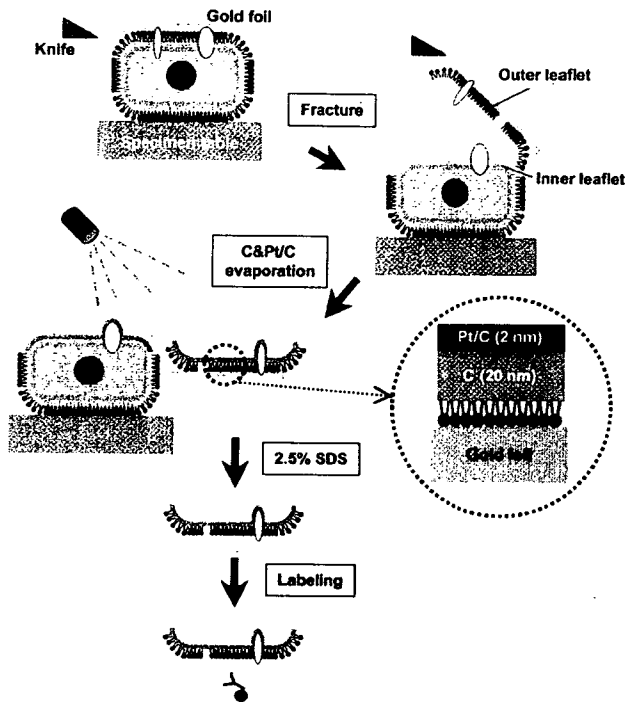 Gold foil
Knife
specimen table
Fracture
Outer leaflet
Inner leaflet
C&Pt/C
evaporation
Pt/C (2 nm)
C (20 nm)
Gold foil
2.5% SDS
Labeling